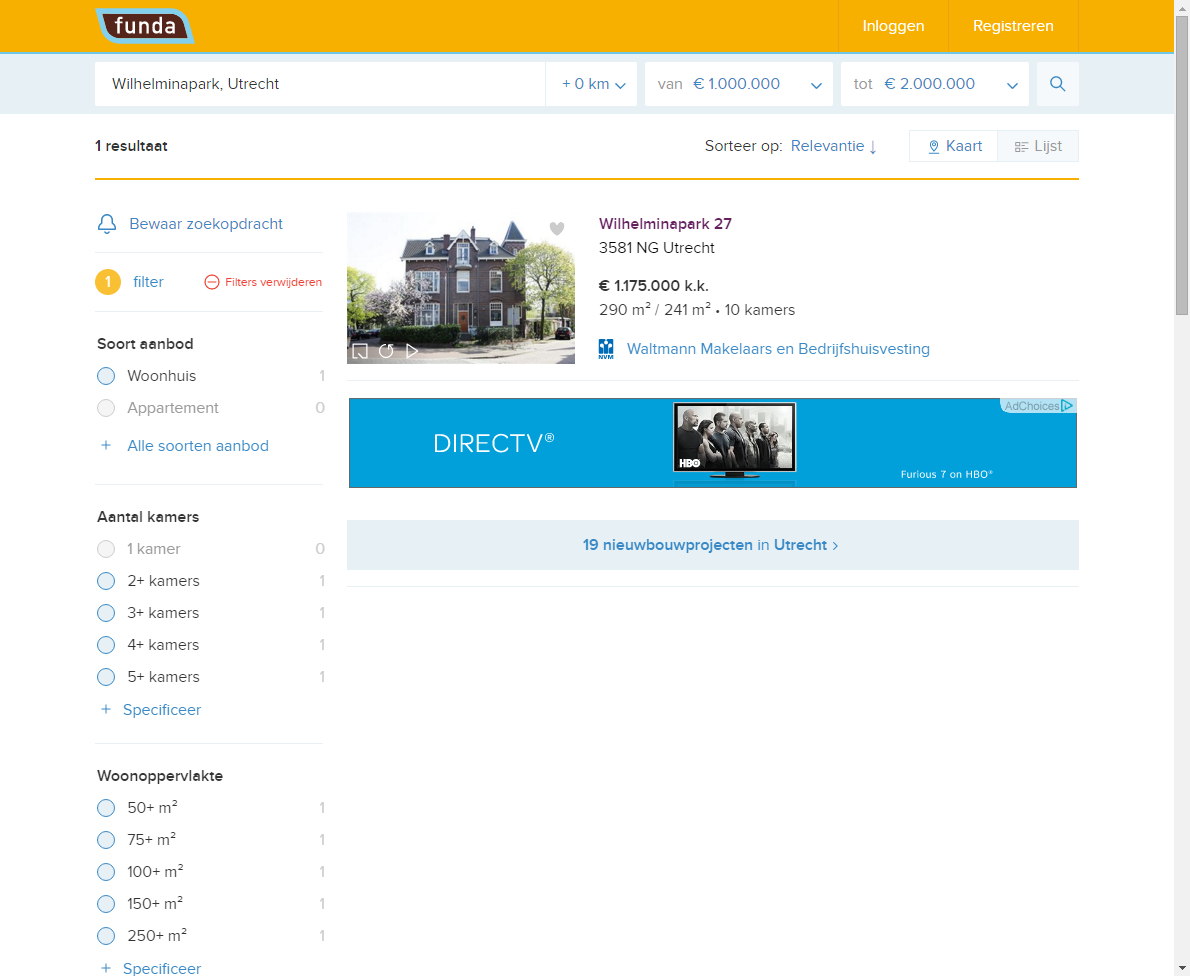 funda
Inloggen
Registreren
Wilhelminapark, Utrecht
+ 0 km
van € 1.000.000
tot € 2.000.000
1 resultaat
Sorteer op: Relevantie ↓
Kaart
Lijst
Bewaar zoekopdracht
1 filter
Filters verwijderen
Soort aanbod
Woonhuis 1
Appartement 0
+ Alle soorten aanbod
Aantal kamers
1 kamer 0
2+ kamers 1
3+ kamers 1
4+ kamers 1
5+ kamers 1
+ Specificeer
Woonoppervlakte
50+ m² 1
75+ m² 1
100+ m² 1
150+ m² 1
250+ m² 1
+ Specificeer
Wilhelminapark 27
3581 NG Utrecht
€ 1.175.000 k.k.
290 m² / 241 m² • 10 kamers
NVM
Waltmann Makelaars en Bedrijfshuisvesting
AdChoices
DIRECTV®
HBO
Furious 7 on HBO®
19 nieuwbouwprojecten in Utrecht ›